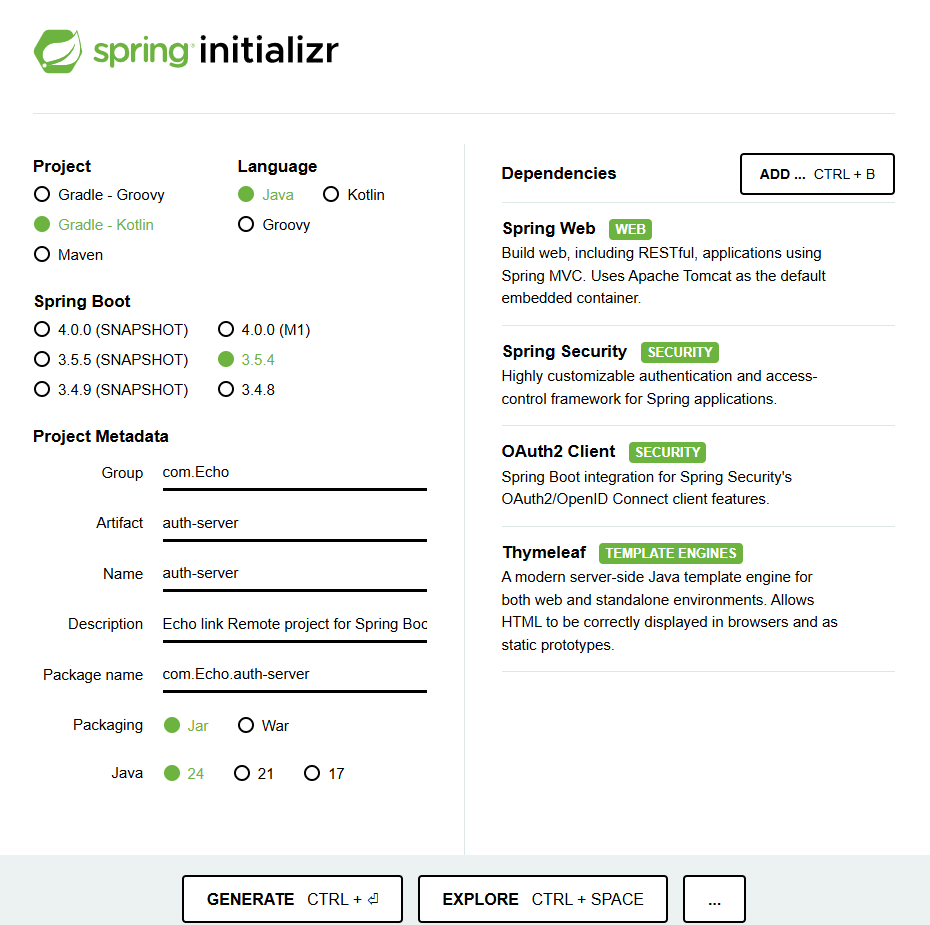 spring initializr
Project
Gradle - Groovy
Gradle - Kotlin
Maven
Language
Java Kotlin
Groovy
Spring Boot
4.0.0 (SNAPSHOT) 4.0.0 (M1)
3.5.5 (SNAPSHOT) 3.5.4
3.4.9 (SNAPSHOT) 3.4.8
Project Metadata
Group com.Echo
Artifact auth-server
Name auth-server
Description Echo link Remote project for Spring Boo
Package name com.Echo.auth-server
Packaging Jar War
Java 24 21 17
Dependencies
ADD ... CTRL + B
Spring Web WEB
Build web, including RESTful, applications using
Spring MVC. Uses Apache Tomcat as the default
embedded container.
Spring Security SECURITY
Highly customizable authentication and access-
control framework for Spring applications.
OAuth2 Client SECURITY
Spring Boot integration for Spring Security's
OAuth2/OpenID Connect client features.
Thymeleaf TEMPLATE ENGINES
A modern server-side Java template engine for
both web and standalone environments. Allows
HTML to be correctly displayed in browsers and as
static prototypes.
GENERATE CTRL + ⏎
EXPLORE CTRL + SPACE
...